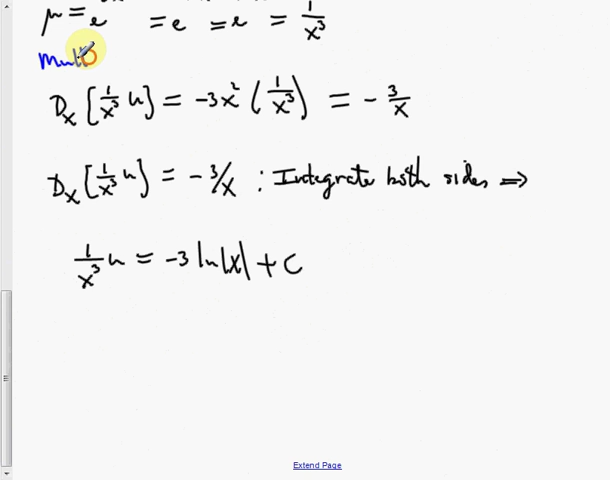 μ = e = e = e = 1/x³
Mult
Dx [1/x³ u] = -3x² (1/x³) = - 3/x
Dx [1/x³ u] = -3/x : Integrate both sides ⇒
1/x³ u = -3 ln|x| + C
Extend Page